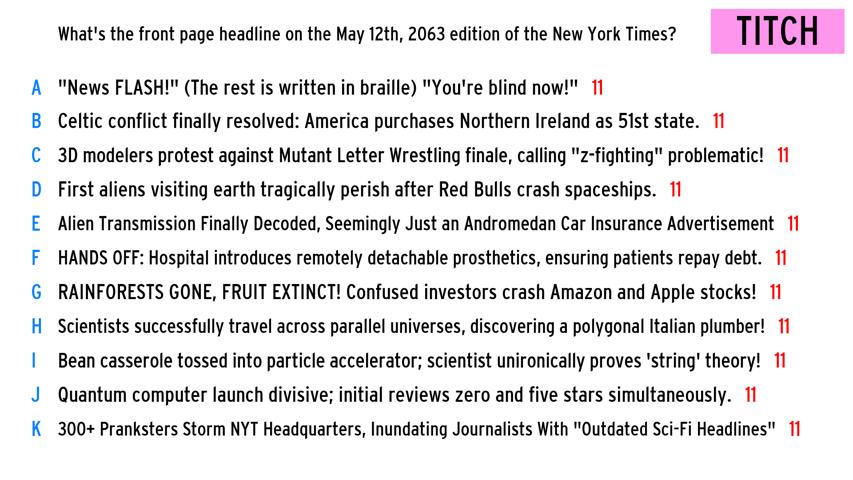 What's the front page headline on the May 12th, 2063 edition of the New York Times?
TITCH
A "News FLASH!" (The rest is written in braille) "You're blind now!" 11
B Celtic conflict finally resolved: America purchases Northern Ireland as 51st state. 11
C 3D modelers protest against Mutant Letter Wrestling finale, calling "z-fighting" problematic! 11
D First aliens visiting earth tragically perish after Red Bulls crash spaceships. 11
E Alien Transmission Finally Decoded, Seemingly Just an Andromedan Car Insurance Advertisement 11
F HANDS OFF: Hospital introduces remotely detachable prosthetics, ensuring patients repay debt. 11
G RAINFORESTS GONE, FRUIT EXTINCT! Confused investors crash Amazon and Apple stocks! 11
H Scientists successfully travel across parallel universes, discovering a polygonal Italian plumber! 11
I Bean casserole tossed into particle accelerator; scientist unironically proves 'string' theory! 11
J Quantum computer launch divisive; initial reviews zero and five stars simultaneously. 11
K 300+ Pranksters Storm NYT Headquarters, Inundating Journalists With "Outdated Sci-Fi Headlines" 11